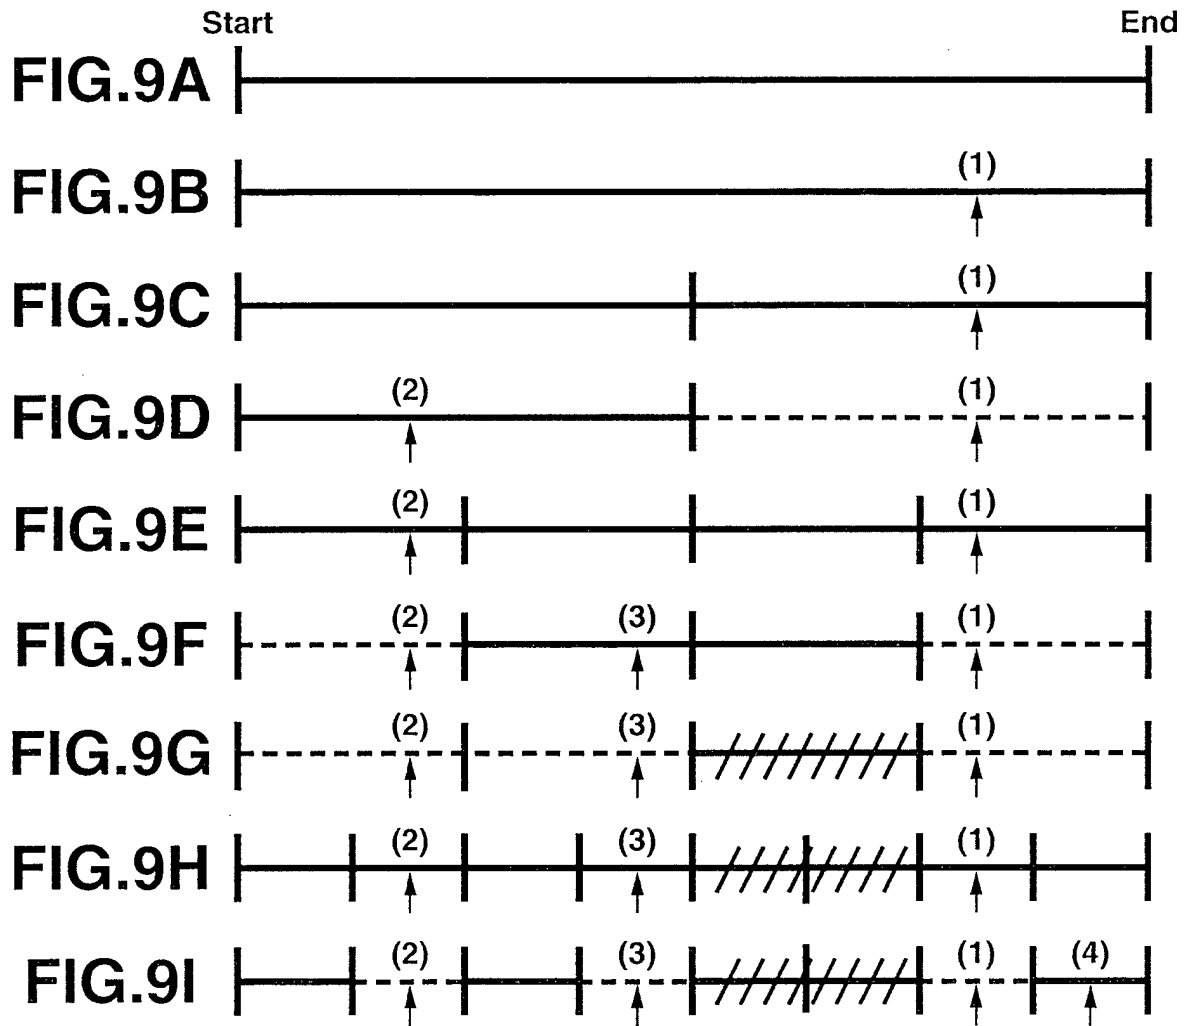 Start End
FIG.9A
FIG.9B (1)
FIG.9C (1)
FIG.9D (2) (1)
FIG.9E (2) (1)
FIG.9F (2) (3) (1)
FIG.9G (2) (3) (1)
FIG.9H (2) (3) (1)
FIG.9I (2) (3) (1) (4)